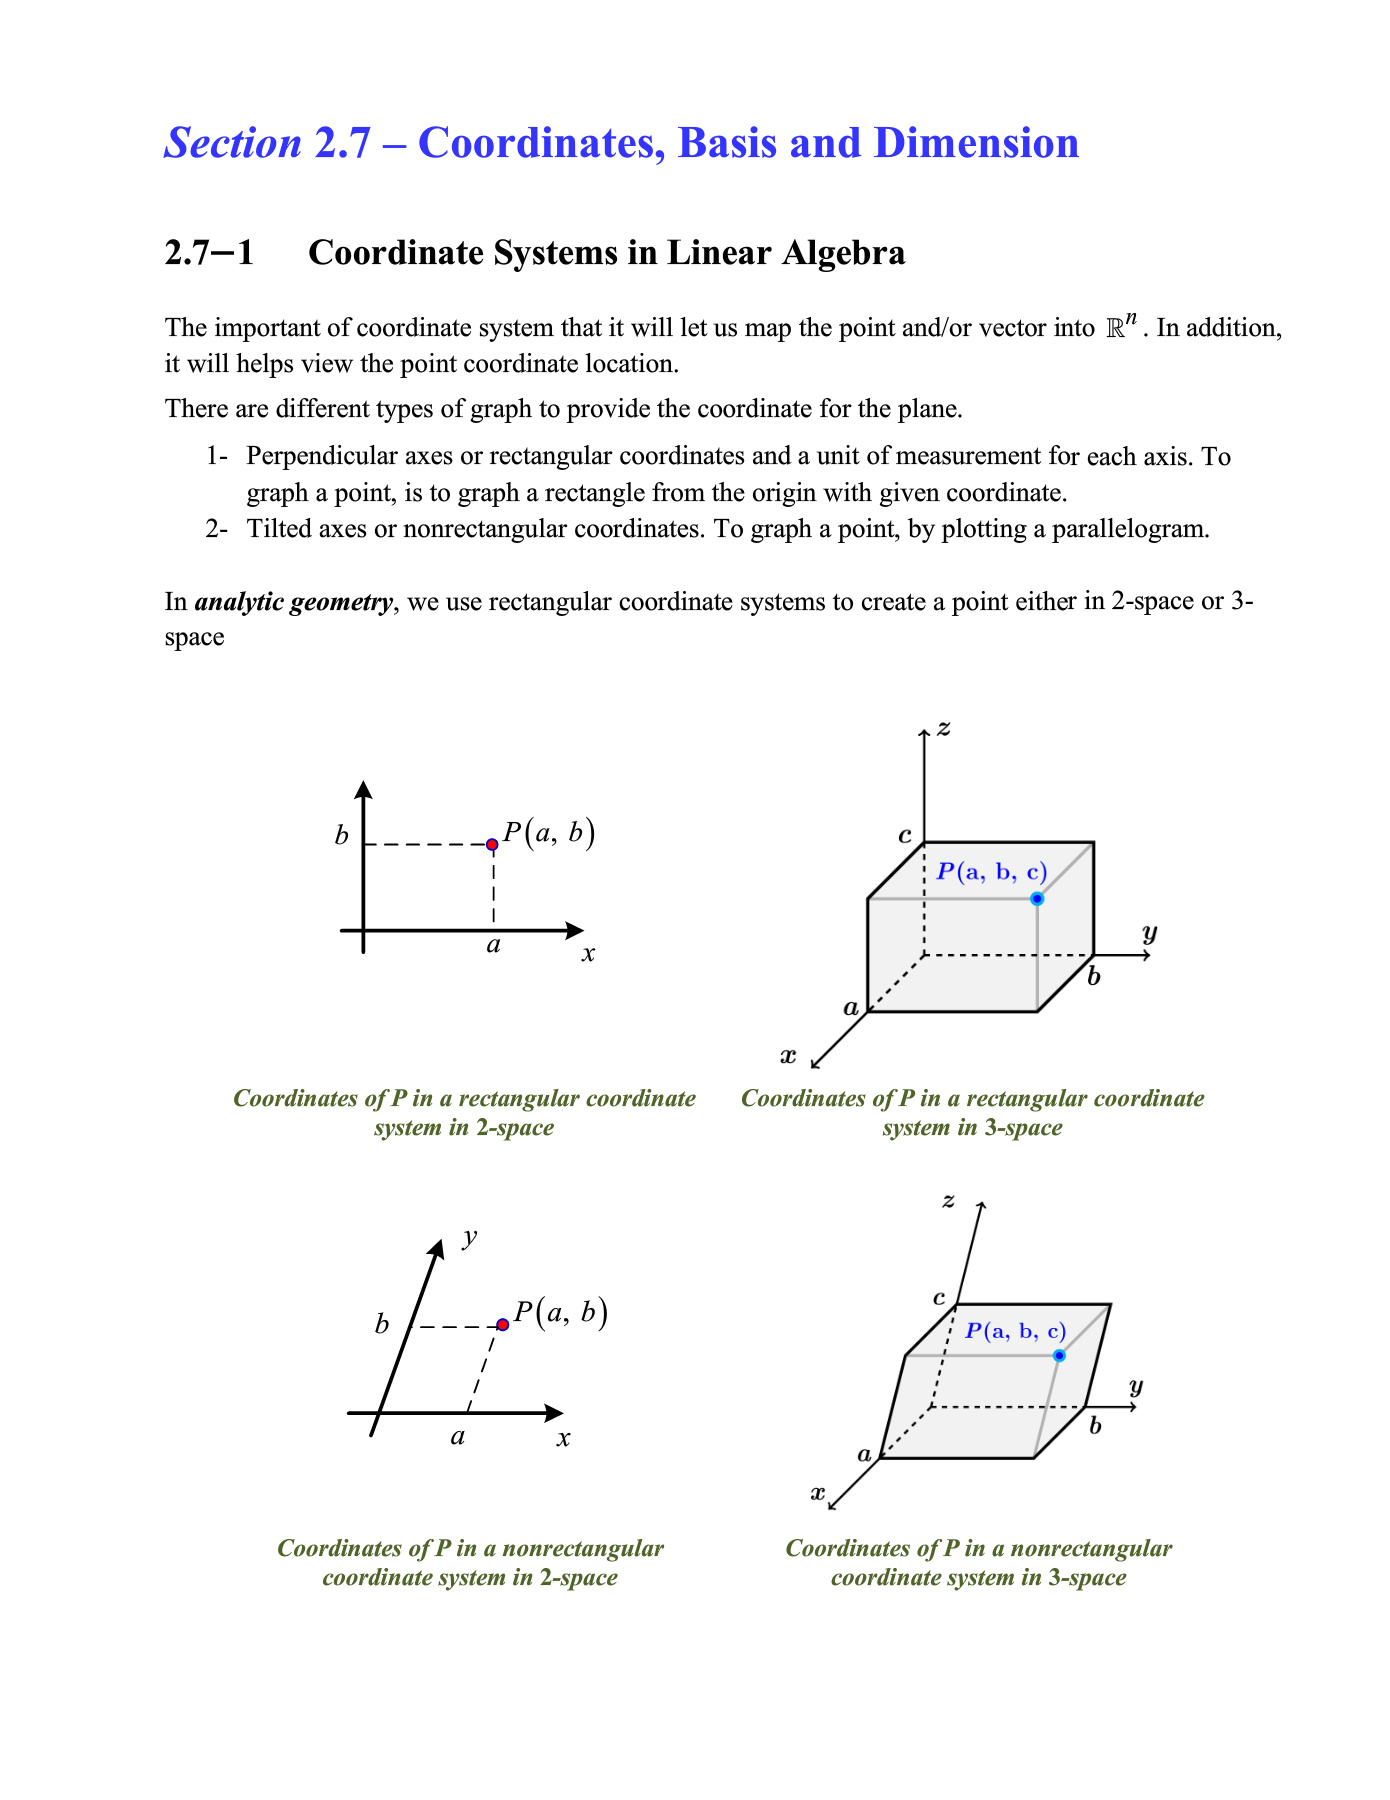 Section 2.7 – Coordinates, Basis and Dimension
2.7−1 Coordinate Systems in Linear Algebra
The important of coordinate system that it will let us map the point and/or vector into ℝⁿ. In addition,
it will helps view the point coordinate location.
There are different types of graph to provide the coordinate for the plane.
1- Perpendicular axes or rectangular coordinates and a unit of measurement for each axis. To
graph a point, is to graph a rectangle from the origin with given coordinate.
2- Tilted axes or nonrectangular coordinates. To graph a point, by plotting a parallelogram.
In analytic geometry, we use rectangular coordinate systems to create a point either in 2-space or 3-
space
b
P(a, b)
a
x
z
c
P(a, b, c)
y
b
a
x
Coordinates of P in a rectangular coordinate
system in 2-space
Coordinates of P in a rectangular coordinate
system in 3-space
y
b
P(a, b)
a
x
z
c
P(a, b, c)
y
b
a
x
Coordinates of P in a nonrectangular
coordinate system in 2-space
Coordinates of P in a nonrectangular
coordinate system in 3-space